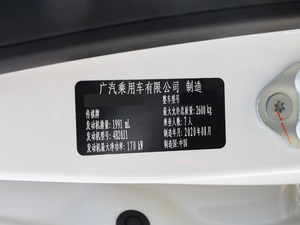 广汽乘用车有限公司 制造
整车型号
传祺牌 最大允许总质量:2600 kg
发动机排量:1991 mL 乘坐人数:7人
发动机型号:4B20J1 制造年月:2020年08月
发动机最大净功率:170 kW 制造国:中国